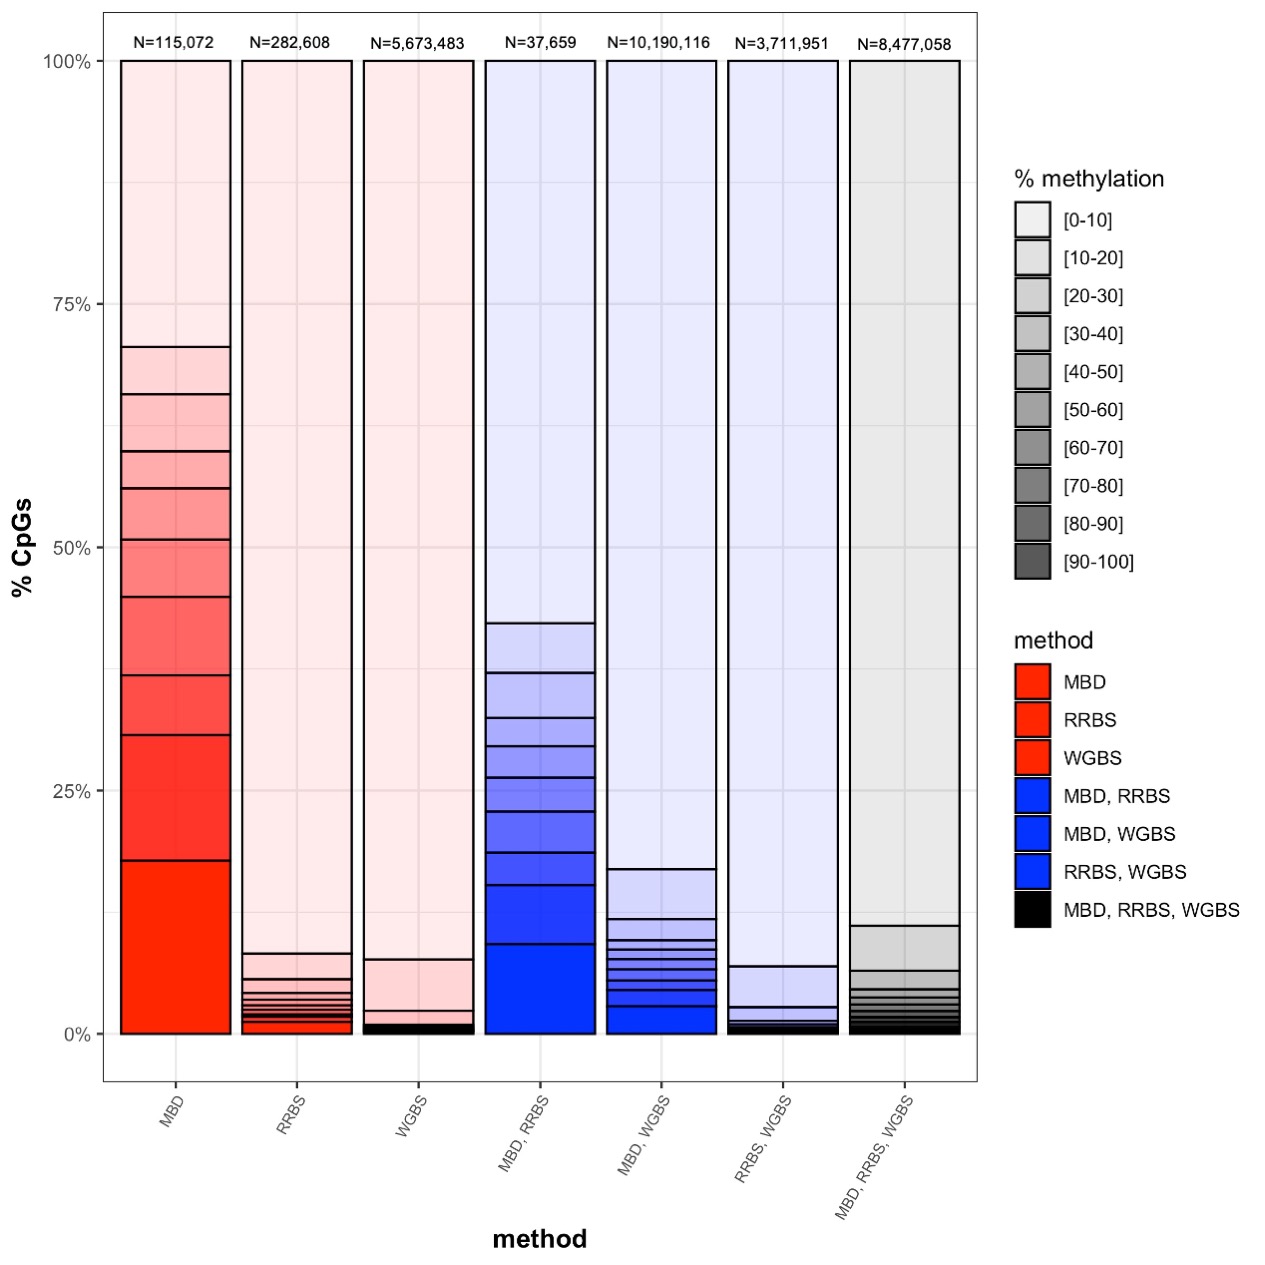 N=115,072 N=282,608 N=5,673,483 N=37,659 N=10,190,116 N=3,711,951 N=8,477,058
100%
75%
50%
25%
0%
% CpGs
MBD
RRBS
WGBS
MBD, RRBS
MBD, WGBS
RRBS, WGBS
MBD, RRBS, WGBS
method
% methylation
[0-10]
[10-20]
[20-30]
[30-40]
[40-50]
[50-60]
[60-70]
[70-80]
[80-90]
[90-100]
method
MBD
RRBS
WGBS
MBD, RRBS
MBD, WGBS
RRBS, WGBS
MBD, RRBS, WGBS